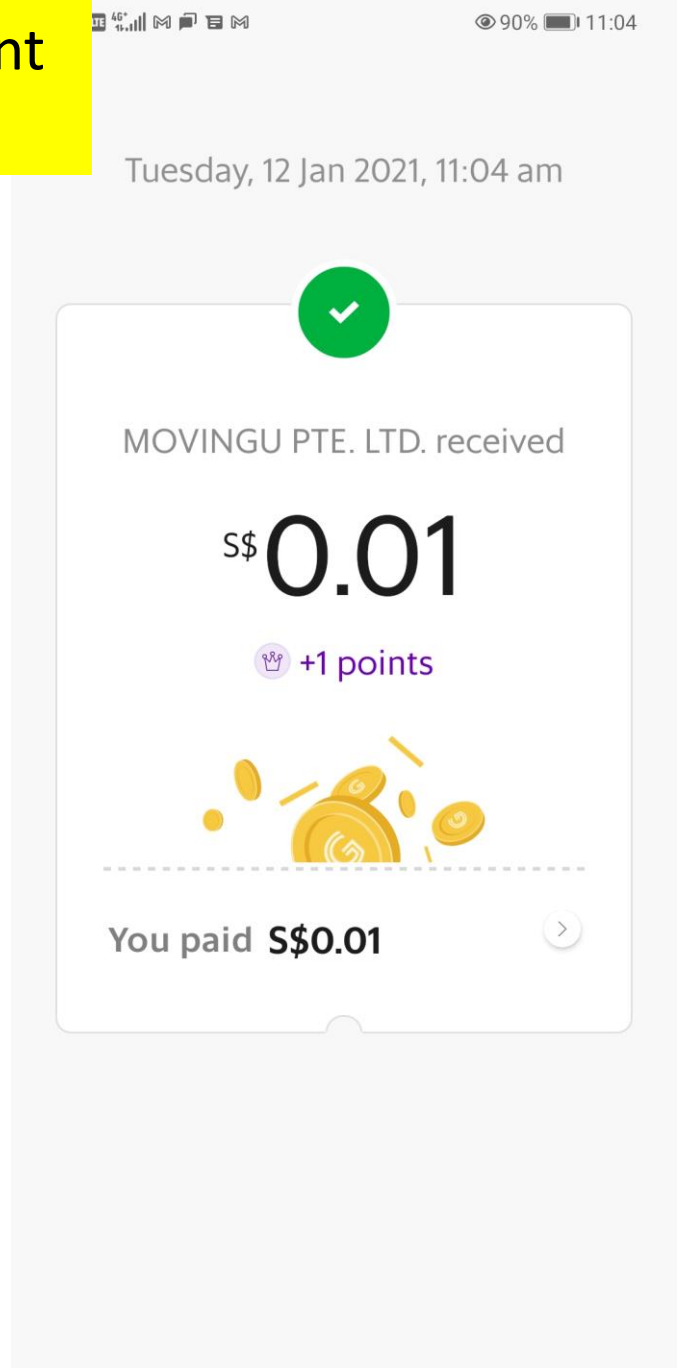 4G+ 90% 11:04
Tuesday, 12 Jan 2021, 11:04 am
MOVINGU PTE. LTD. received
S$ 0.01
+1 points
You paid S$0.01